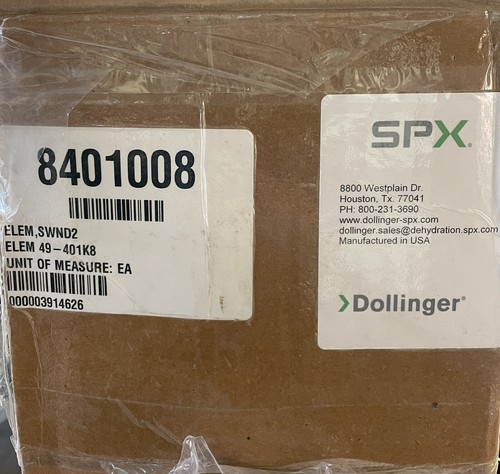 8401008
ELEM,SWND2
ELEM 49-401K8
UNIT OF MEASURE: EA
000003914626
SPX®
8800 Westplain Dr.
Houston, Tx. 77041
PH: 800-231-3690
www.dollinger-spx.com
dollinger.sales@dehydration.spx.com
Manufactured in USA
Dollinger®